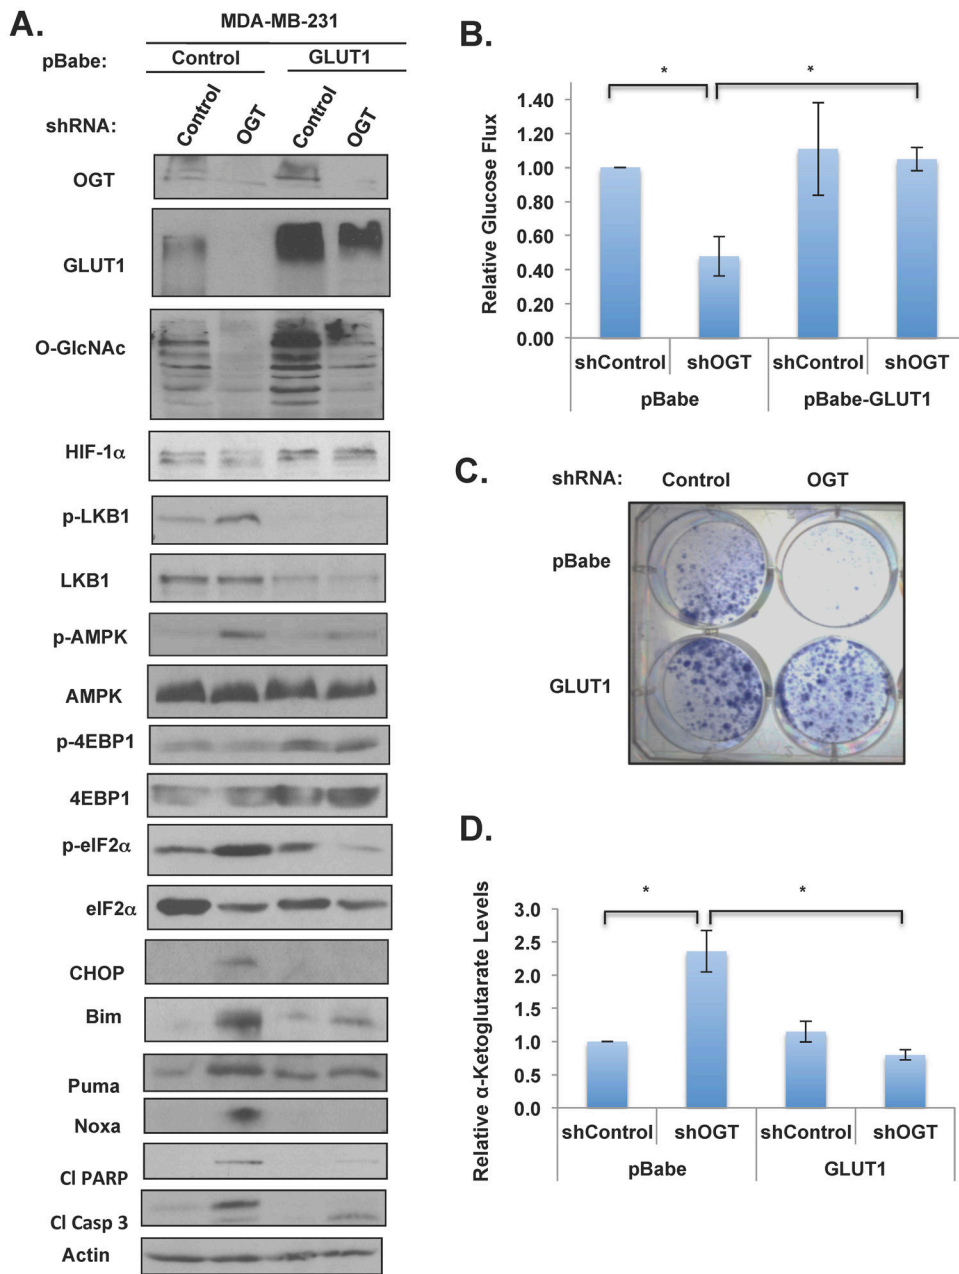 A.
MDA-MB-231
pBabe:
Control
GLUT1
shRNA:
Control
OGT
Control
OGT
OGT
GLUT1
O-GlcNAc
HIF-1α
p-LKB1
LKB1
p-AMPK
AMPK
p-4EBP1
4EBP1
p-eIF2α
eIF2α
CHOP
Bim
Puma
Noxa
Cl PARP
Cl Casp 3
Actin
B.
Relative Glucose Flux
1.40
1.20
1.00
0.80
0.60
0.40
0.20
0.00
*
*
shControl
shOGT
shControl
shOGT
pBabe
pBabe-GLUT1
C.
shRNA:
Control
OGT
pBabe
GLUT1
D.
Relative α-Ketoglutarate Levels
3.0
2.5
2.0
1.5
1.0
0.5
0.0
*
*
shControl
shOGT
shControl
shOGT
pBabe
GLUT1